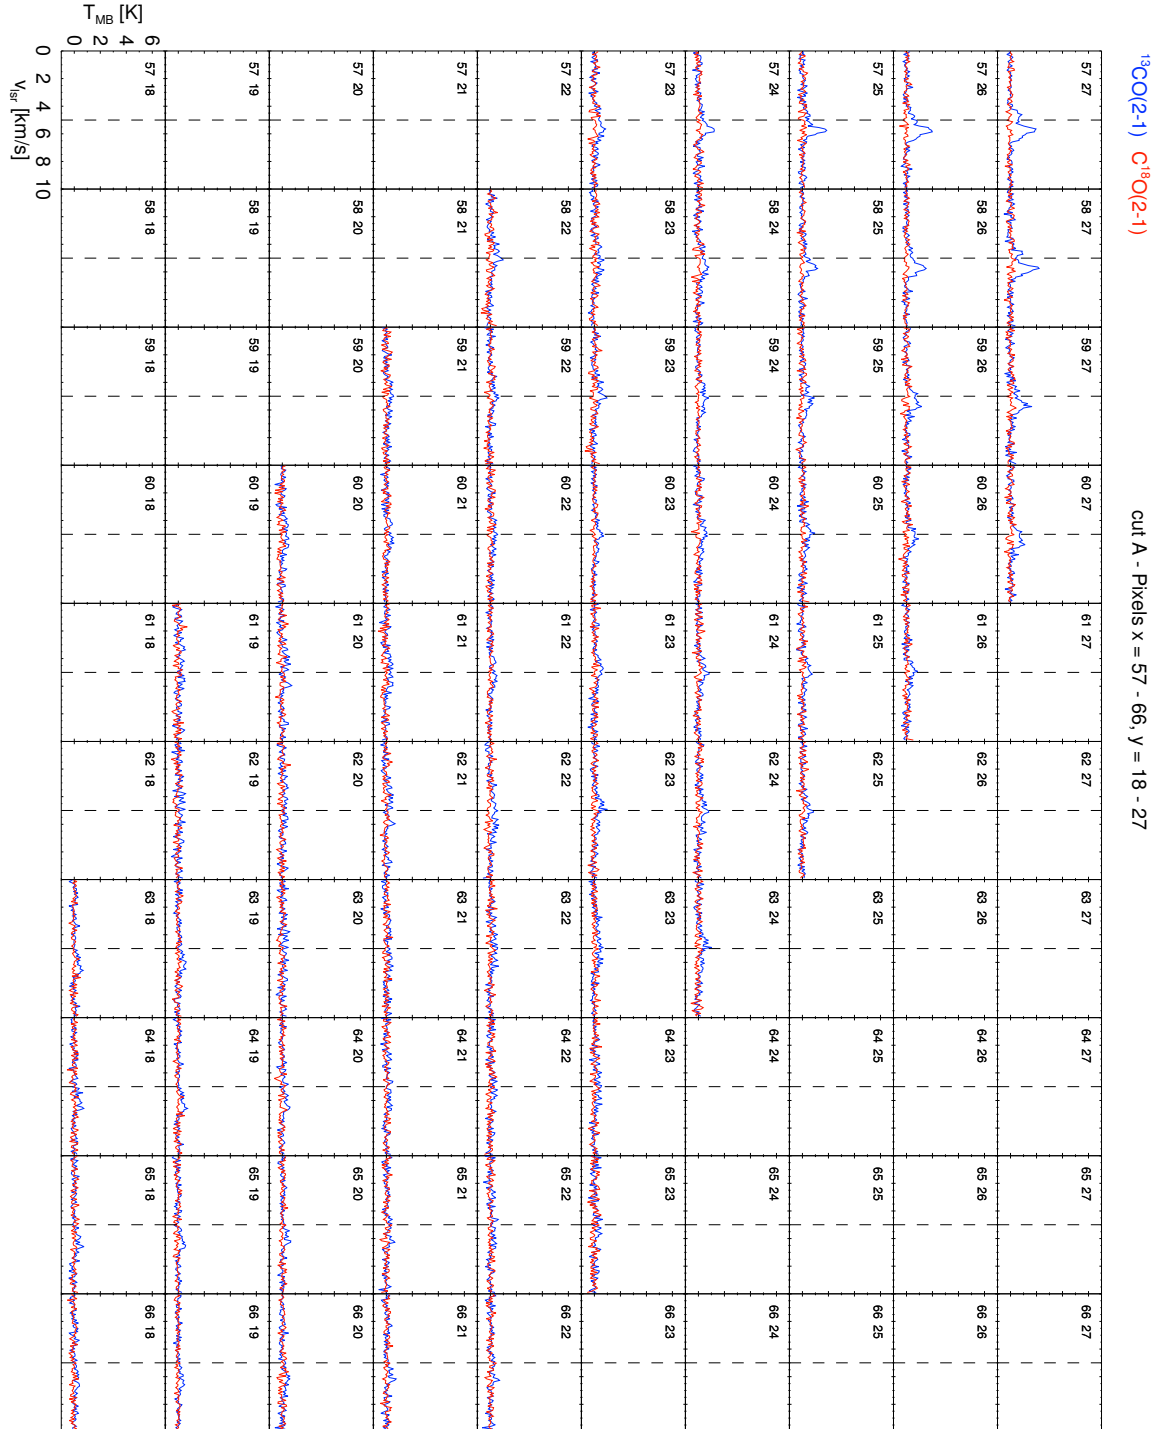 ¹³CO(2-1) C¹⁸O(2-1) cut A - Pixels x = 57 - 66, y = 18 - 27
57 27 58 27 59 27 60 27 61 27 62 27 63 27 64 27 65 27 66 27
57 26 58 26 59 26 60 26 61 26 62 26 63 26 64 26 65 26 66 26
57 25 58 25 59 25 60 25 61 25 62 25 63 25 64 25 65 25 66 25
57 24 58 24 59 24 60 24 61 24 62 24 63 24 64 24 65 24 66 24
57 23 58 23 59 23 60 23 61 23 62 23 63 23 64 23 65 23 66 23
57 22 58 22 59 22 60 22 61 22 62 22 63 22 64 22 65 22 66 22
57 21 58 21 59 21 60 21 61 21 62 21 63 21 64 21 65 21 66 21
57 20 58 20 59 20 60 20 61 20 62 20 63 20 64 20 65 20 66 20
57 19 58 19 59 19 60 19 61 19 62 19 63 19 64 19 65 19 66 19
57 18 58 18 59 18 60 18 61 18 62 18 63 18 64 18 65 18 66 18
T_MB [K]
6
4
2
0
0 2 4 6 8 10
v_lsr [km/s]